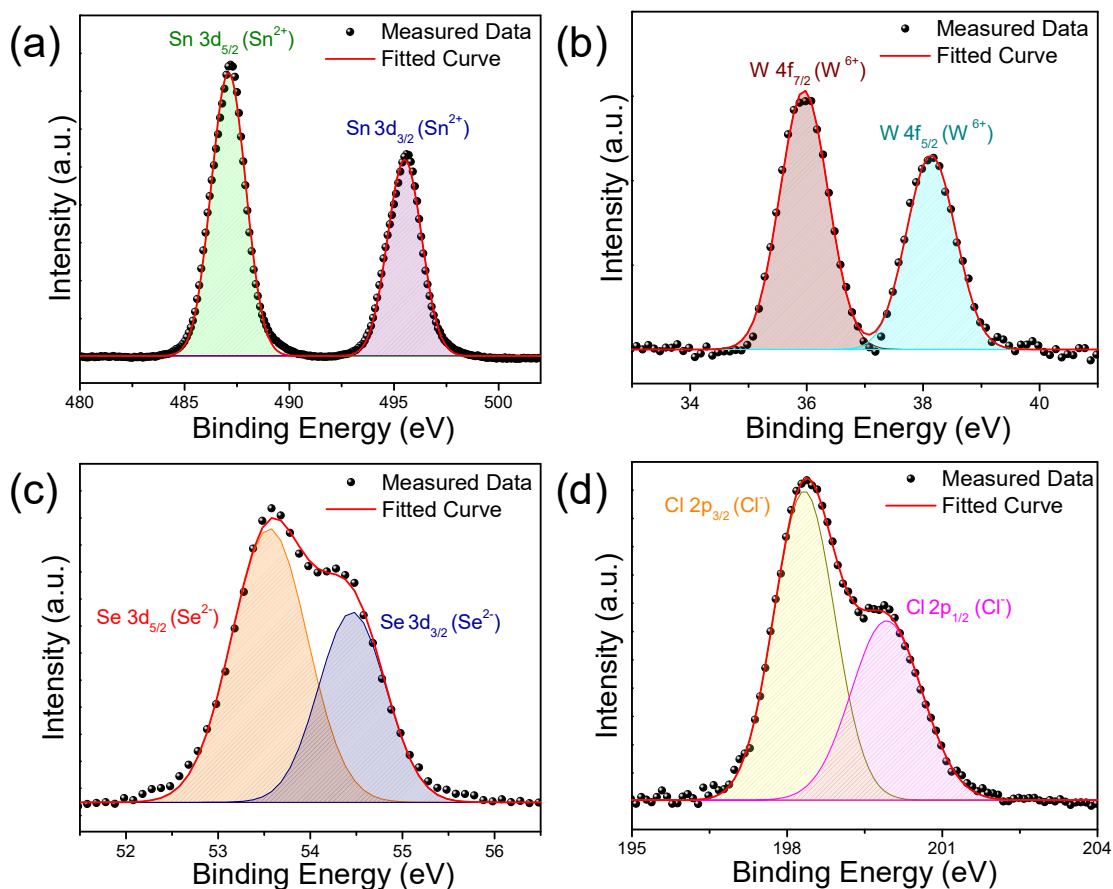 (a)
Measured Data
Fitted Curve
Sn 3d5/2 (Sn2+)
Sn 3d3/2 (Sn2+)
Intensity (a.u.)
480 485 490 495 500
Binding Energy (eV)
(b)
Measured Data
Fitted Curve
W 4f7/2 (W 6+)
W 4f5/2 (W 6+)
Intensity (a.u.)
34 36 38 40
Binding Energy (eV)
(c)
Measured Data
Fitted Curve
Se 3d5/2 (Se2-)
Se 3d3/2 (Se2-)
Intensity (a.u.)
52 53 54 55 56
Binding Energy (eV)
(d)
Measured Data
Fitted Curve
Cl 2p3/2 (Cl-)
Cl 2p1/2 (Cl-)
Intensity (a.u.)
195 198 201 204
Binding Energy (eV)